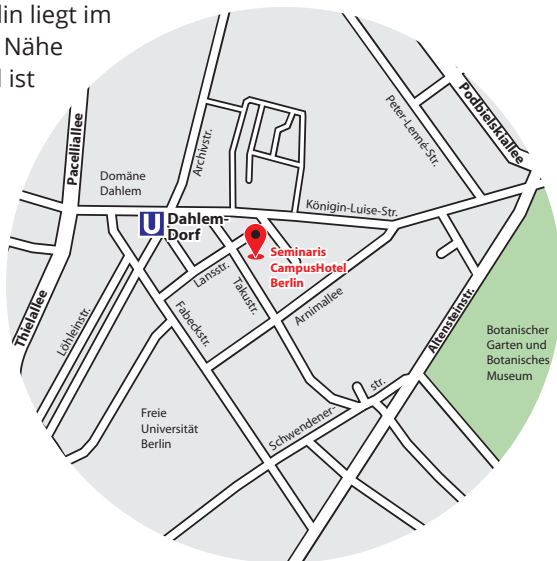 lin liegt im
Nähe
l ist
Pacelliallee
Domäne
Dahlem
Archivstr.
Peter-Lenné-Str.
Podbielskiallee
U
Dahlem-
Dorf
Königin-Luise-Str.
Seminaris
CampusHotel
Berlin
Lansstr.
Takustr.
Arnimallee
Thielallee
Löhleinstr.
Fabeckstr.
Altensteinstr.
Botanischer
Garten und
Botanisches
Museum
Freie
Universität
Berlin
Schwendener-
str.